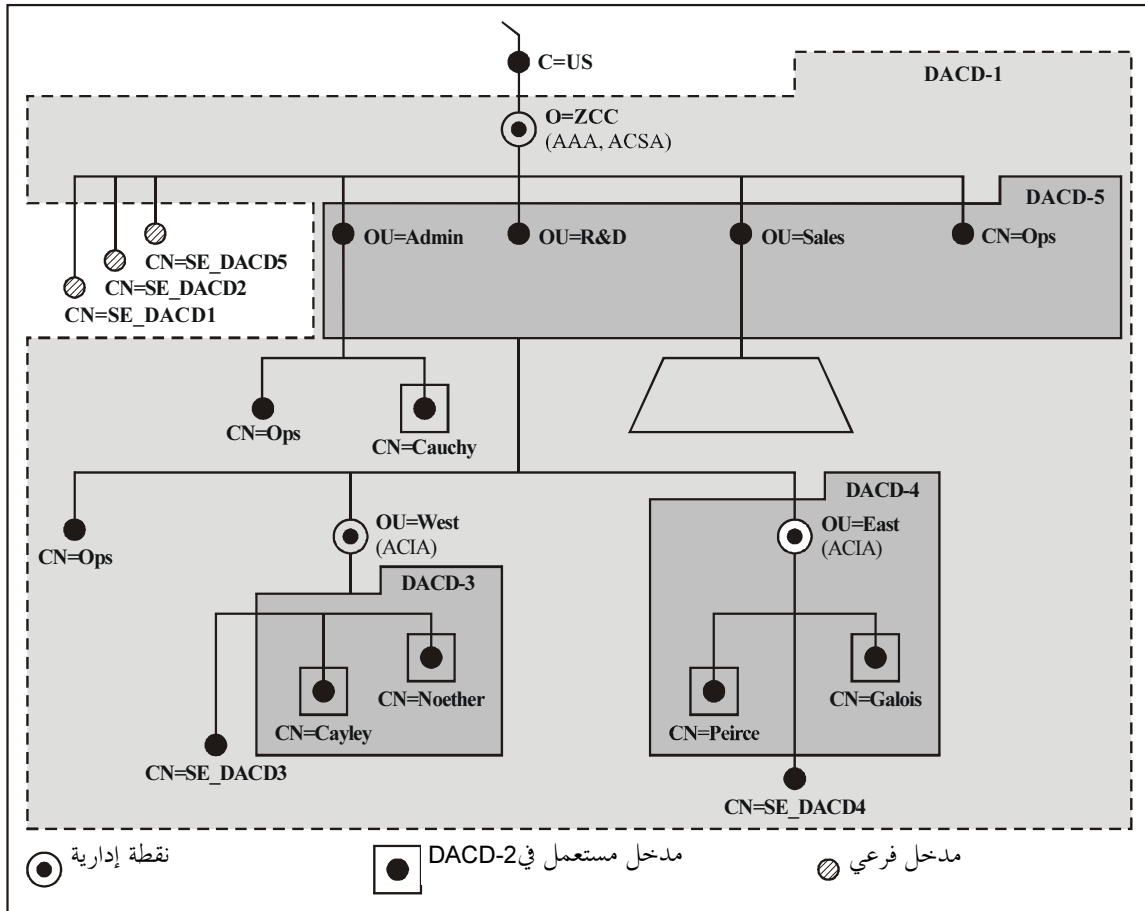 C=US
DACD-1
O=ZCC
(AAA, ACSA)
DACD-5
OU=Admin
OU=R&D
OU=Sales
CN=Ops
CN=SE_DACD5
CN=SE_DACD2
CN=SE_DACD1
CN=Ops
CN=Cauchy
DACD-4
OU=West
(ACIA)
OU=East
(ACIA)
CN=Ops
DACD-3
CN=Noether
CN=Galois
CN=Cayley
CN=Peirce
CN=SE_DACD3
CN=SE_DACD4
مدخل فرعي
مدخل مستعمل في DACD-2
نقطة إدارية